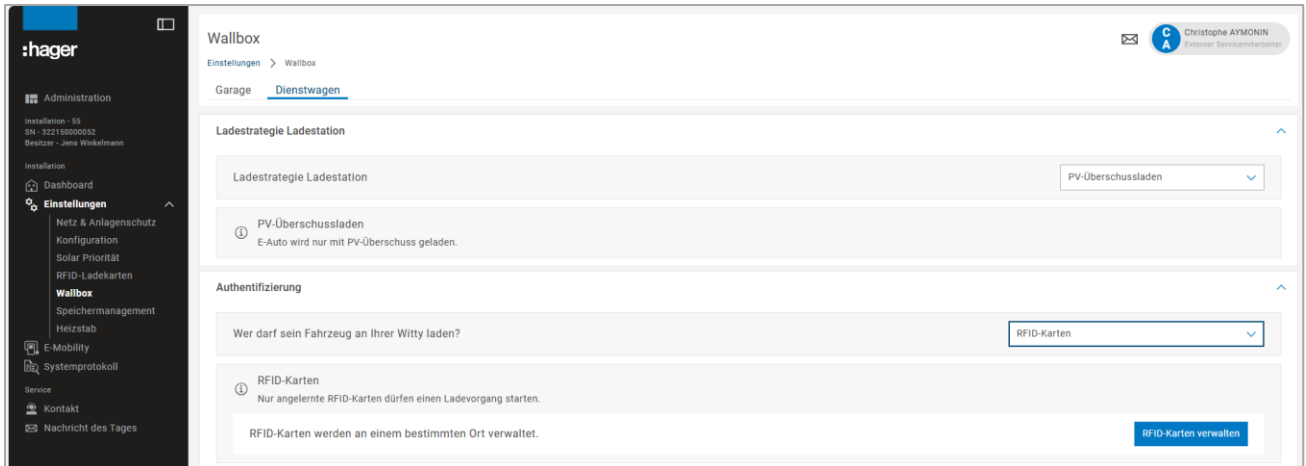 :hager
Administration
Installation - 55
SN - 322150000052
Besitzer - Jens Winkelmann
Installation
Dashboard
Einstellungen
Netz & Anlagenschutz
Konfiguration
Solar Priorität
RFID-Ladekarten
Wallbox
Speichermanagement
Heizstab
E-Mobility
Systemprotokoll
Service
Kontakt
Nachricht des Tages
Wallbox
Einstellungen > Wallbox
CA
Christophe AYMONIN
Externer Servicemitarbeiter
Garage Dienstwagen
Ladestrategie Ladestation
Ladestrategie Ladestation PV-Überschussladen
PV-Überschussladen
E-Auto wird nur mit PV-Überschuss geladen.
Authentifizierung
Wer darf sein Fahrzeug an Ihrer Witty laden? RFID-Karten
RFID-Karten
Nur angelernte RFID-Karten dürfen einen Ladevorgang starten.
RFID-Karten werden an einem bestimmten Ort verwaltet. RFID-Karten verwalten